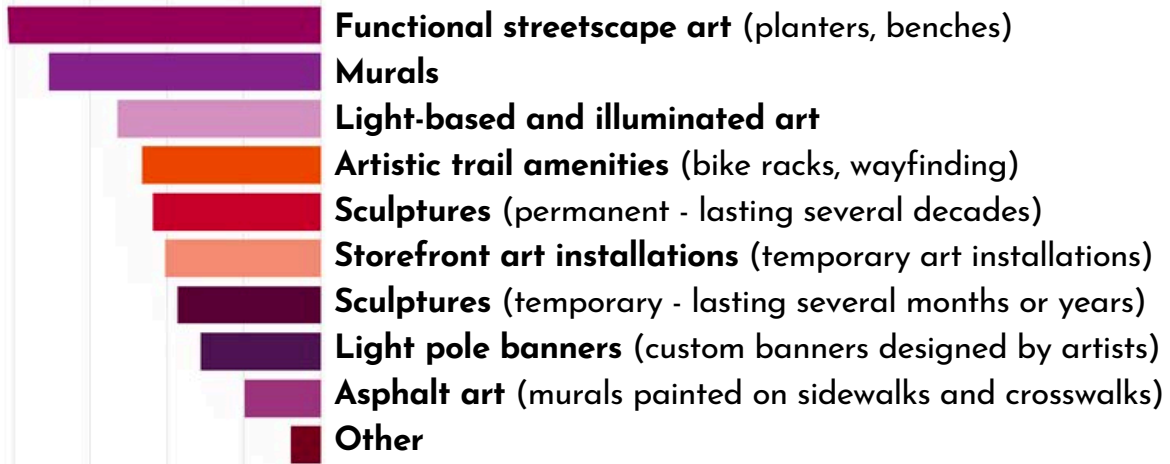 Functional streetscape art (planters, benches)
Murals
Light-based and illuminated art
Artistic trail amenities (bike racks, wayfinding)
Sculptures (permanent - lasting several decades)
Storefront art installations (temporary art installations)
Sculptures (temporary - lasting several months or years)
Light pole banners (custom banners designed by artists)
Asphalt art (murals painted on sidewalks and crosswalks)
Other